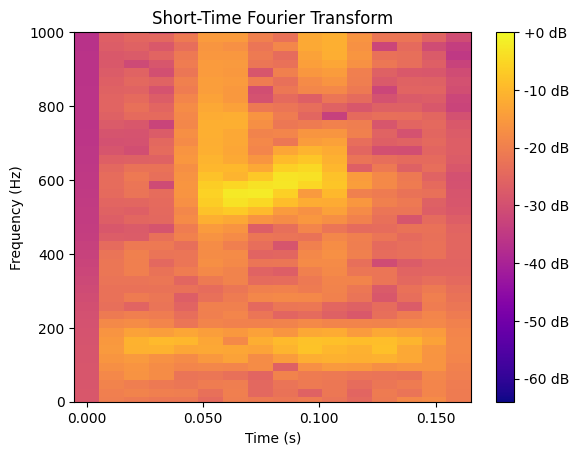 Short-Time Fourier Transform
1000
800
600
400
200
0
Frequency (Hz)
0.000
0.050
0.100
0.150
Time (s)
+0 dB
-10 dB
-20 dB
-30 dB
-40 dB
-50 dB
-60 dB